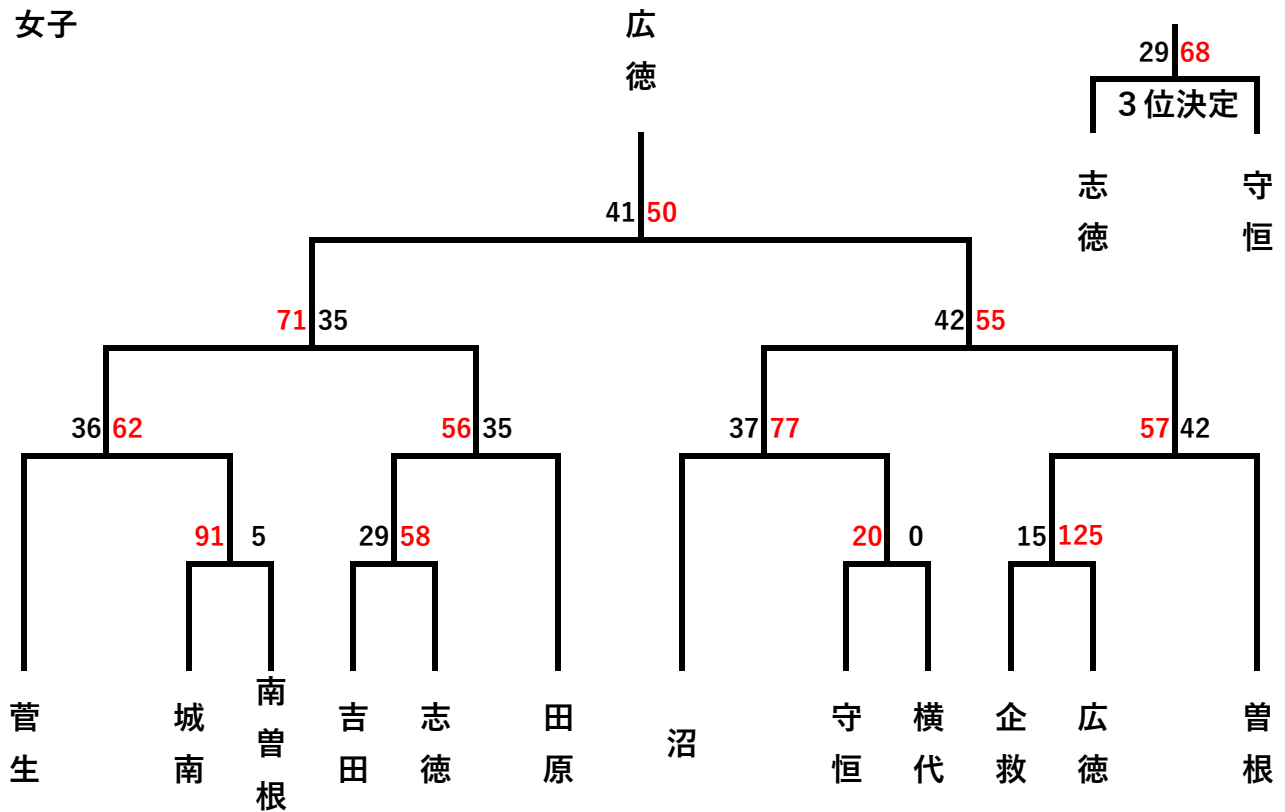 女子
広徳
29 68
３位決定
志徳
守恒
41 50
71 35
42 55
36 62
56 35
37 77
57 42
91 5
29 58
20 0
15 125
菅生
城南
南曽根
吉田
志徳
田原
沼
守恒
横代
企救
広徳
曽根